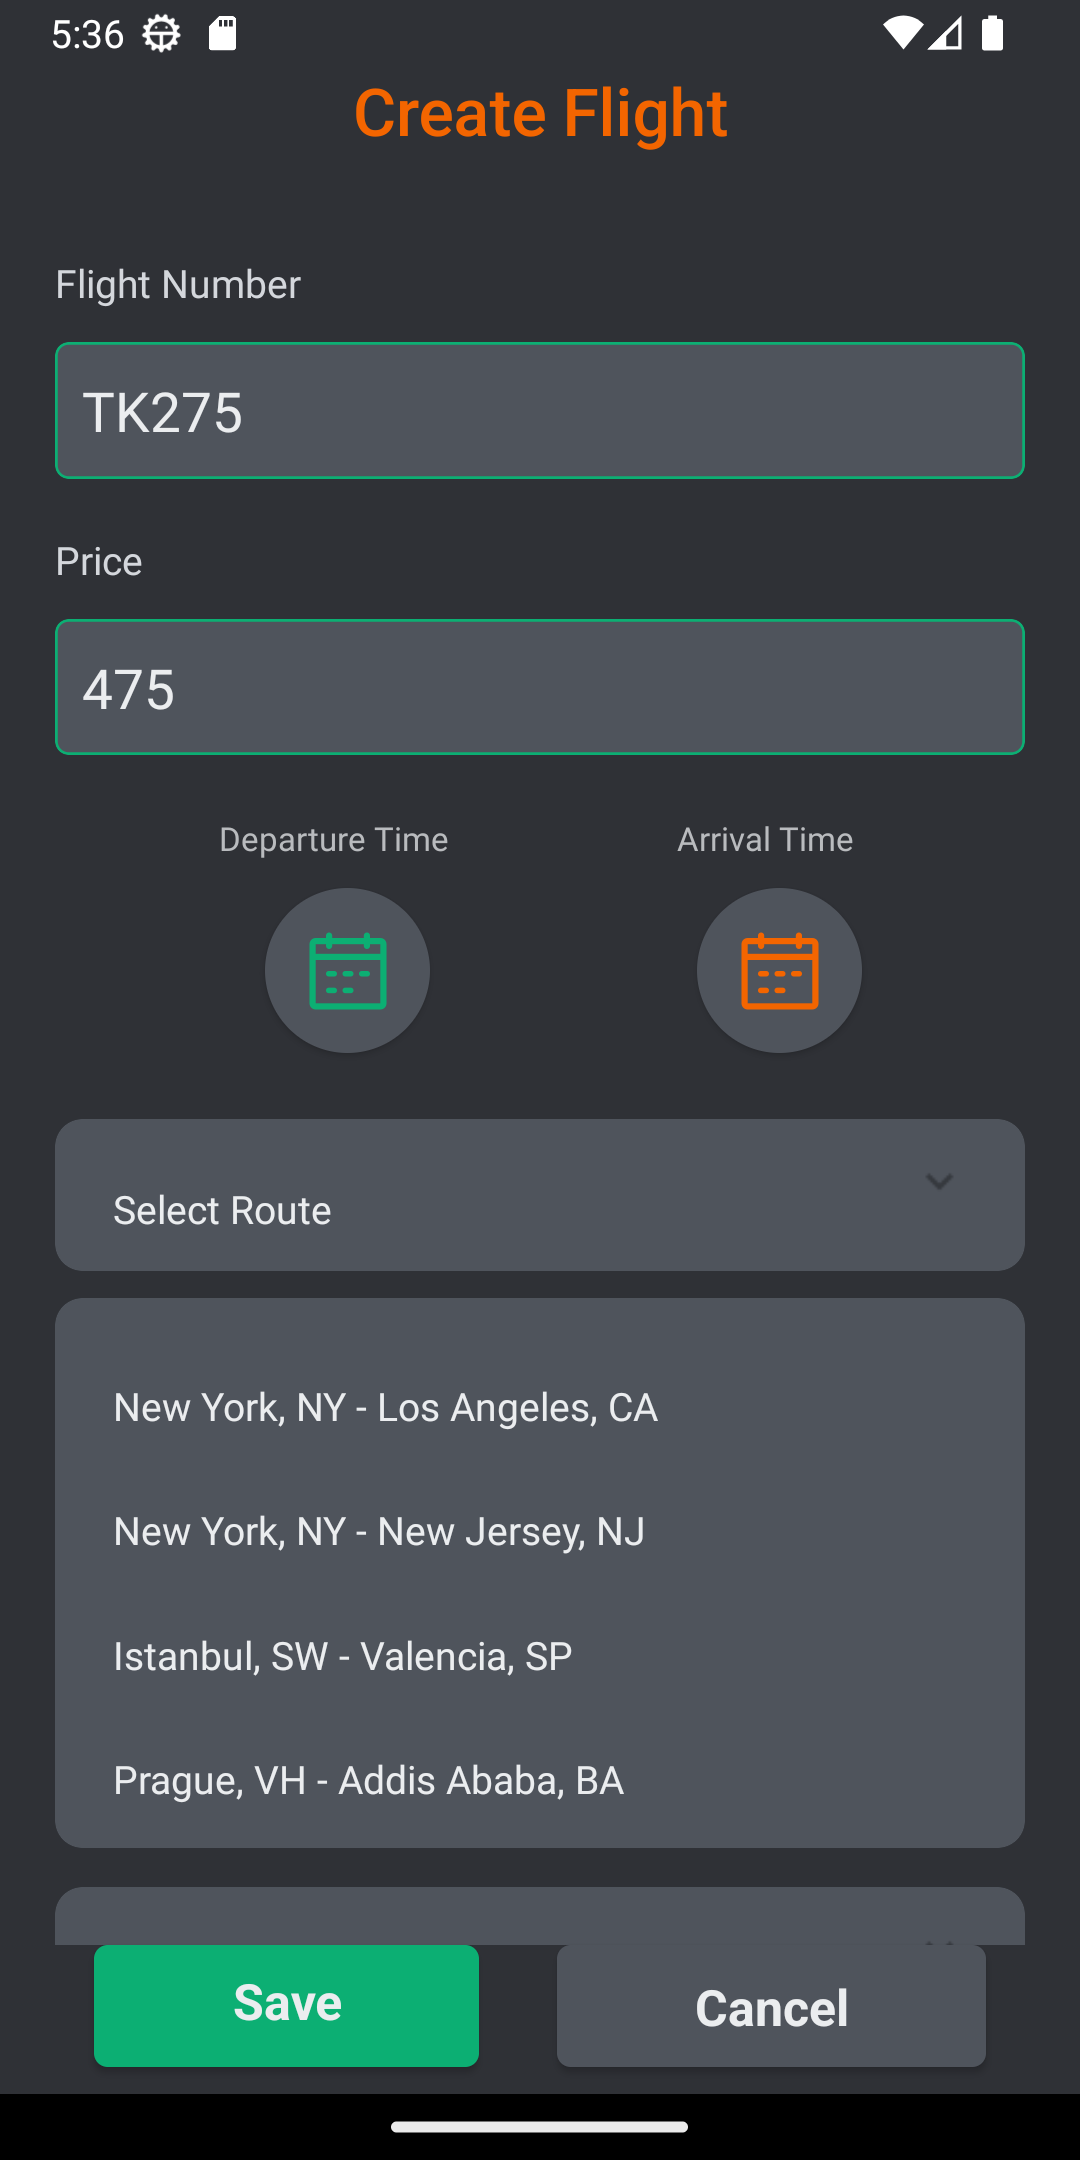 5:36
Create Flight
Flight Number
TK275
Price
475
Departure Time
Arrival Time
Select Route
New York, NY - Los Angeles, CA
New York, NY - New Jersey, NJ
Istanbul, SW - Valencia, SP
Prague, VH - Addis Ababa, BA
Save
Cancel